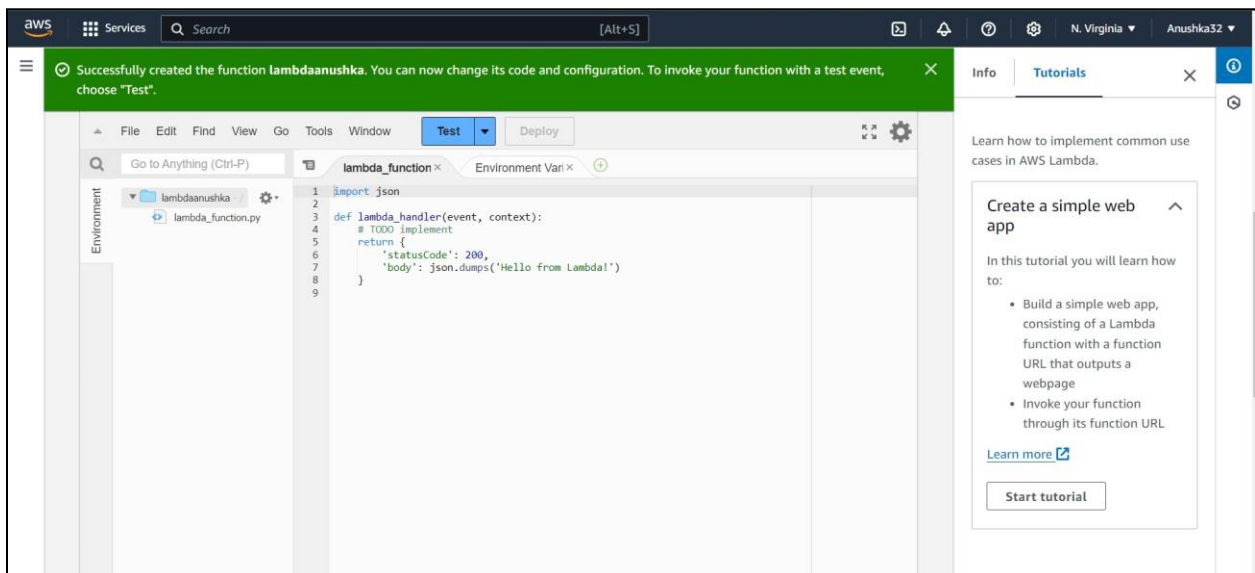 aws
Services
Search
[Alt+S]
N. Virginia
Anushka32
Successfully created the function lambdaanushka. You can now change its code and configuration. To invoke your function with a test event,
choose "Test".
File Edit Find View Go Tools Window Test Deploy
Go to Anything (Ctrl-P)
Environment
lambdaanushka /
lambda_function.py
lambda_function × Environment Vari ×
1 import json
2
3 def lambda_handler(event, context):
4     # TODO implement
5     return {
6         'statusCode': 200,
7         'body': json.dumps('Hello from Lambda!')
8     }
9
Info Tutorials
Learn how to implement common use
cases in AWS Lambda.
Create a simple web
app
In this tutorial you will learn how
to:
• Build a simple web app,
consisting of a Lambda
function with a function
URL that outputs a
webpage
• Invoke your function
through its function URL
Learn more
Start tutorial